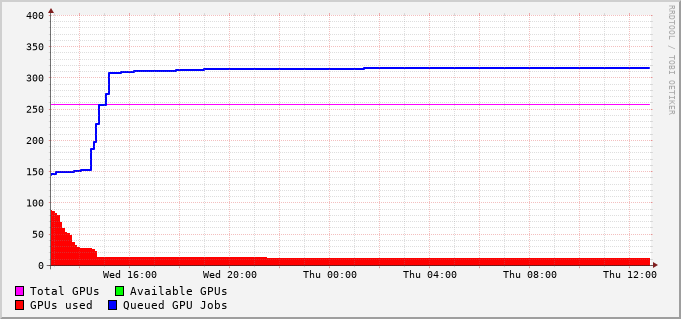 400
350
300
250
200
150
100
50
0
Wed 16:00 Wed 20:00 Thu 00:00 Thu 04:00 Thu 08:00 Thu 12:00
Total GPUs Available GPUs
GPUs used Queued GPU Jobs
RRDTOOL / TOBI OETIKER